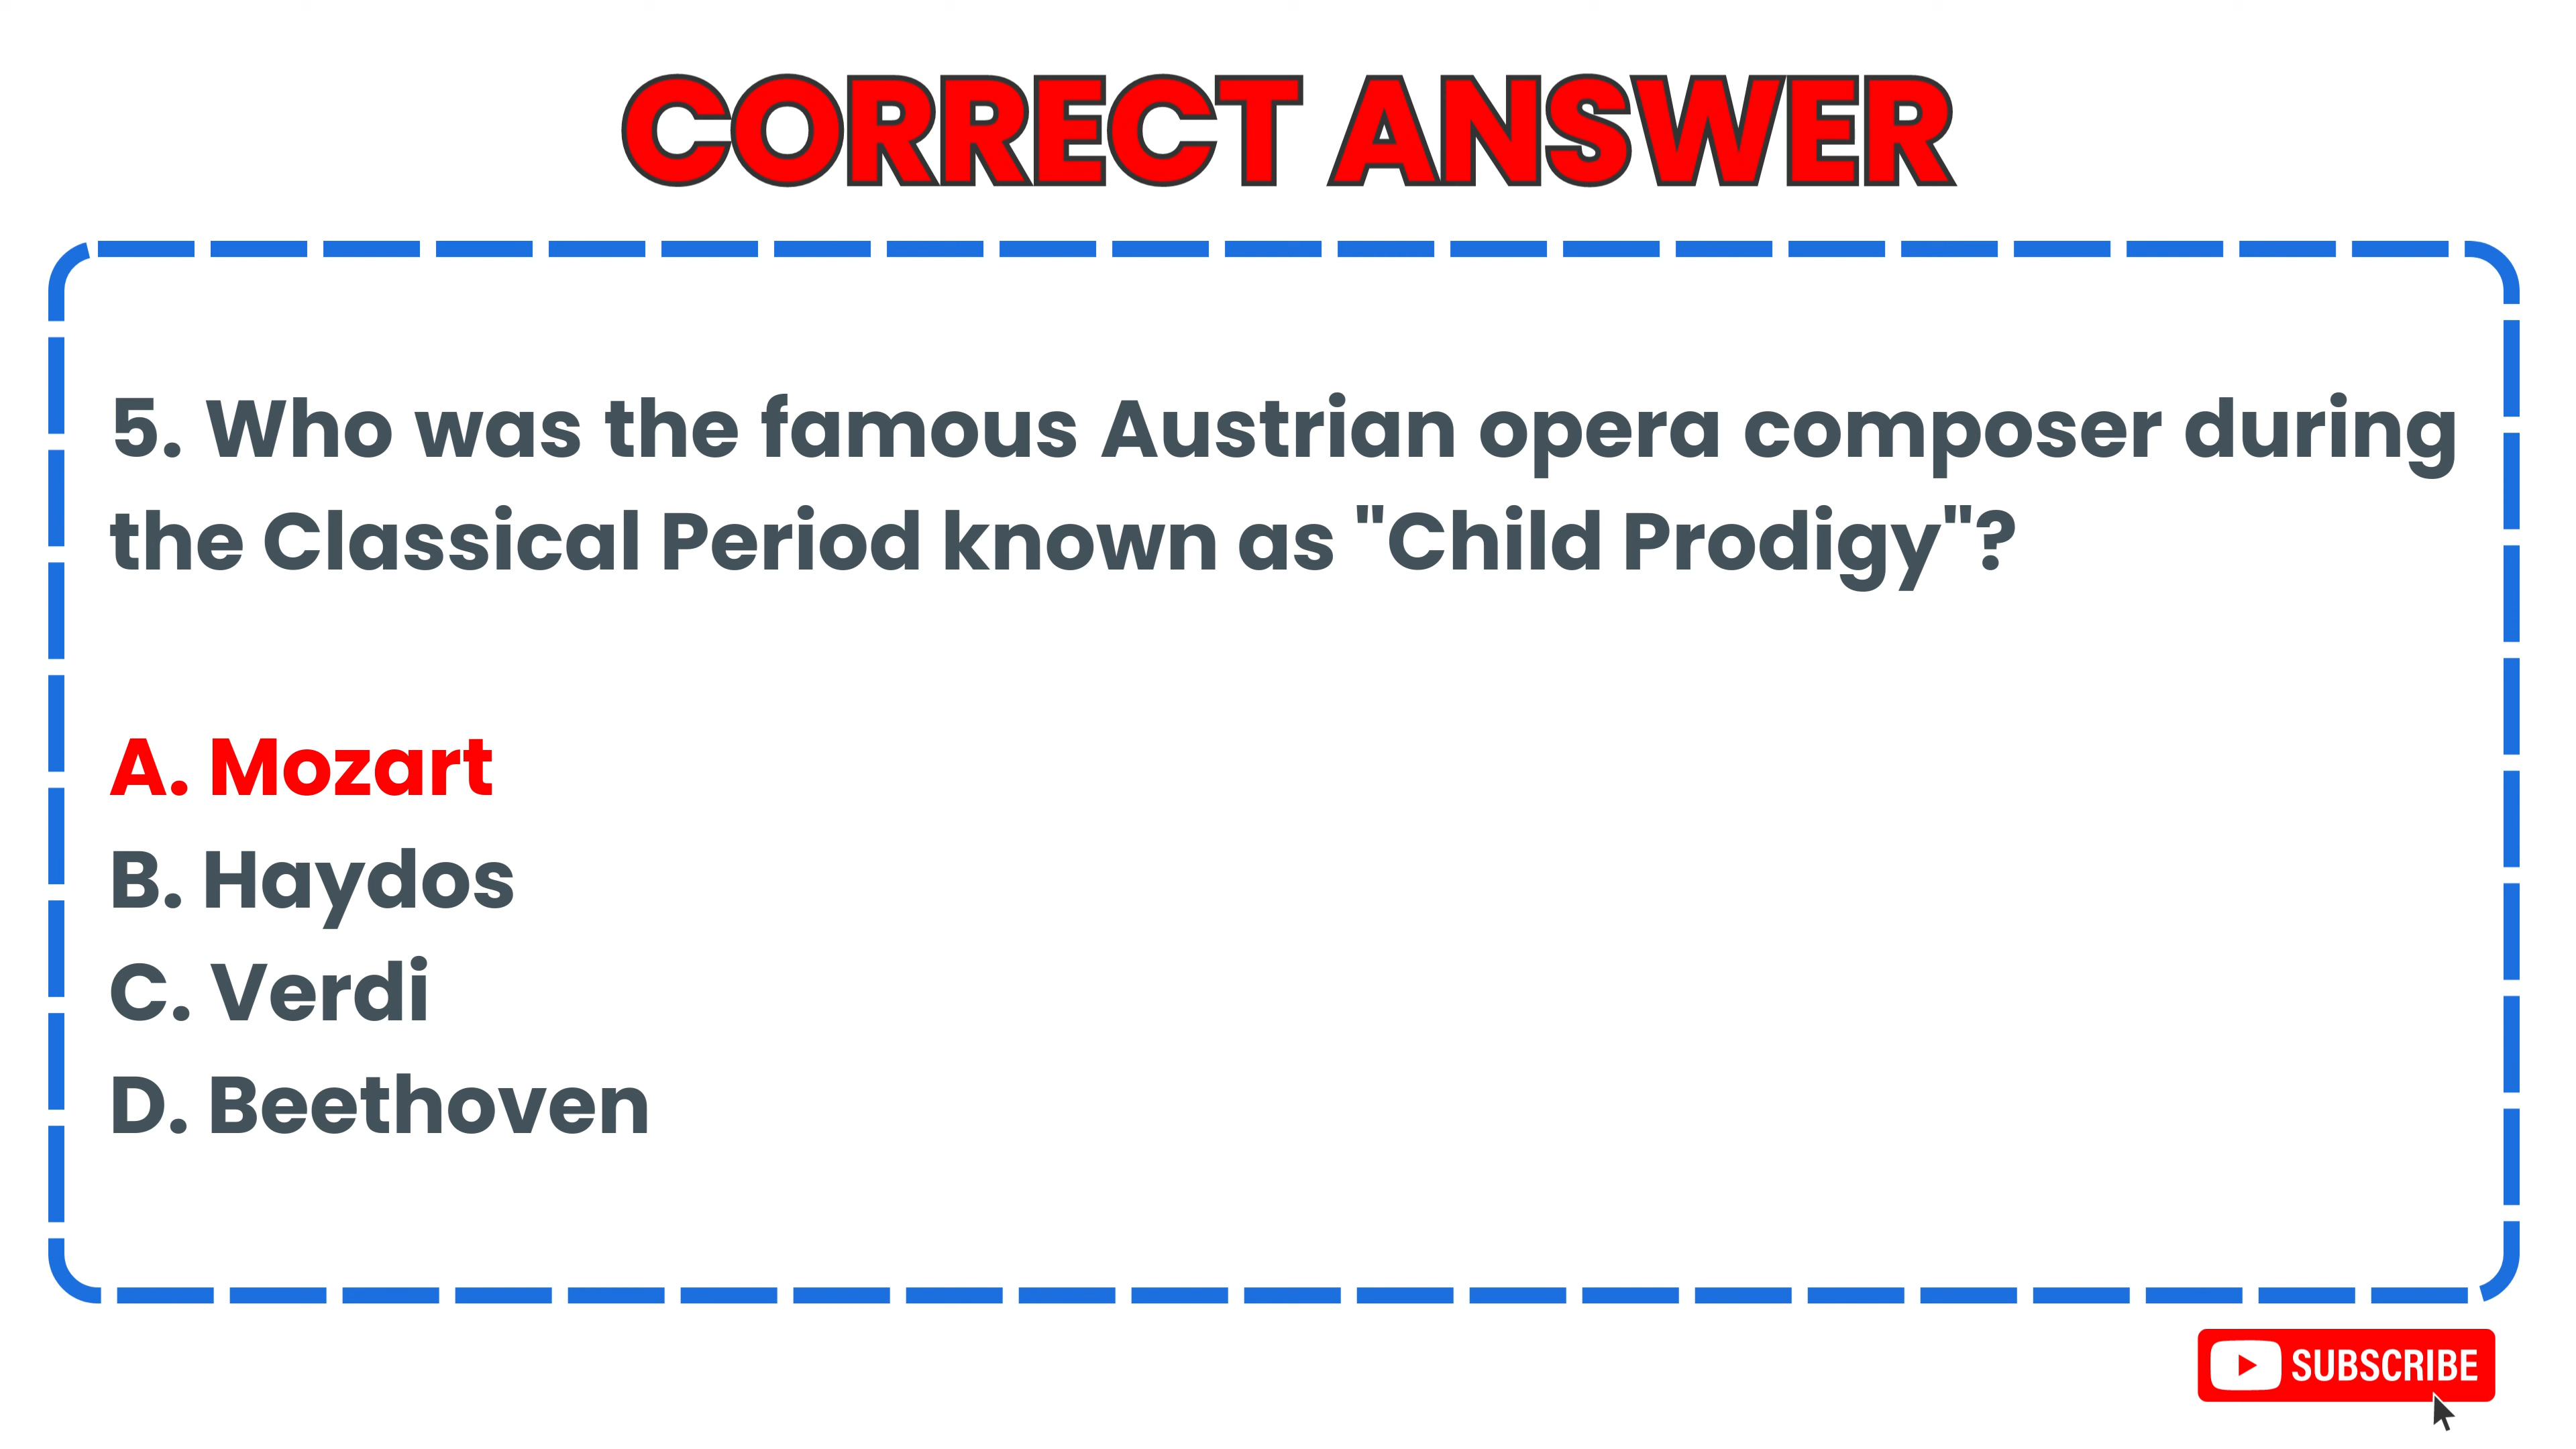 CORRECT ANSWER
5. Who was the famous Austrian opera composer during
the Classical Period known as "Child Prodigy"?
A. Mozart
B. Haydos
C. Verdi
D. Beethoven
SUBSCRIBE